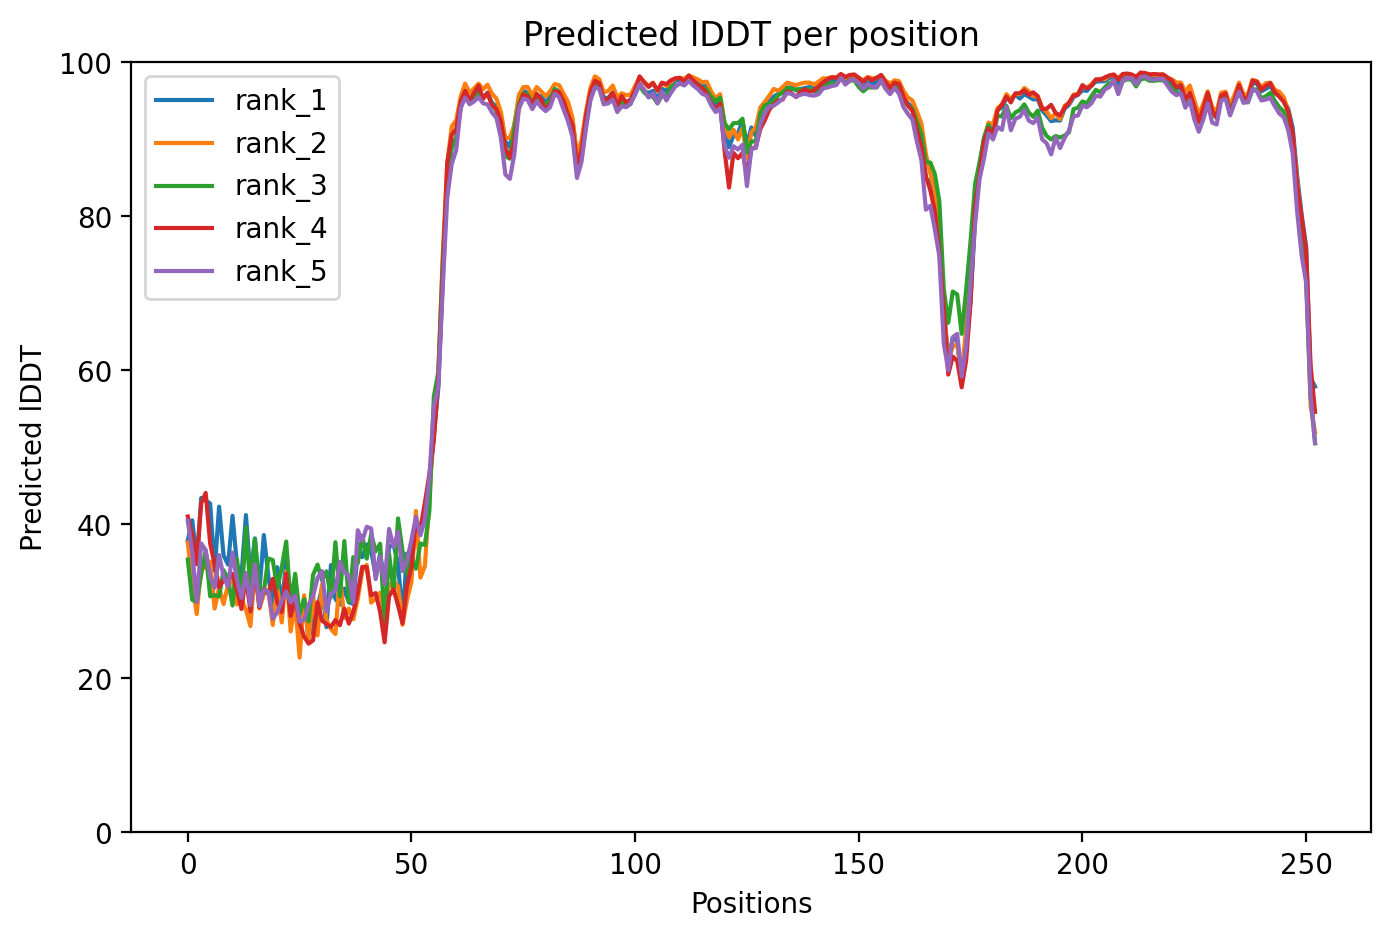 Predicted lDDT per position
100
80
60
40
20
0
Predicted lDDT
rank_1
rank_2
rank_3
rank_4
rank_5
0 50 100 150 200 250
Positions